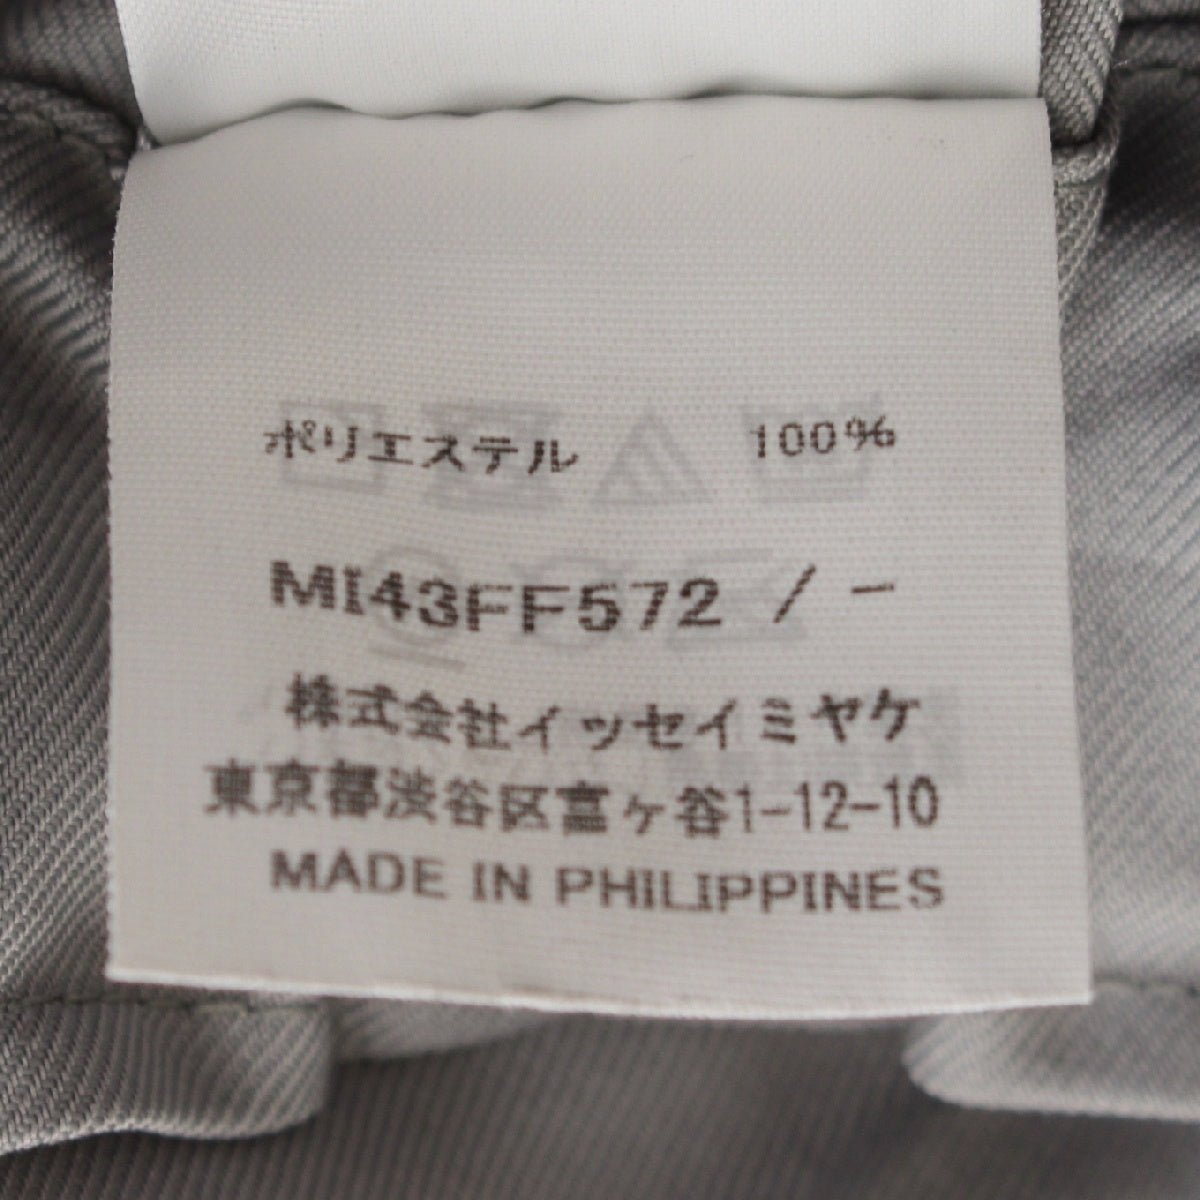 ポリエステル 100%
MI43FF572 / -
株式会社イッセイミヤケ
東京都渋谷区富ヶ谷1-12-10
MADE IN PHILIPPINES